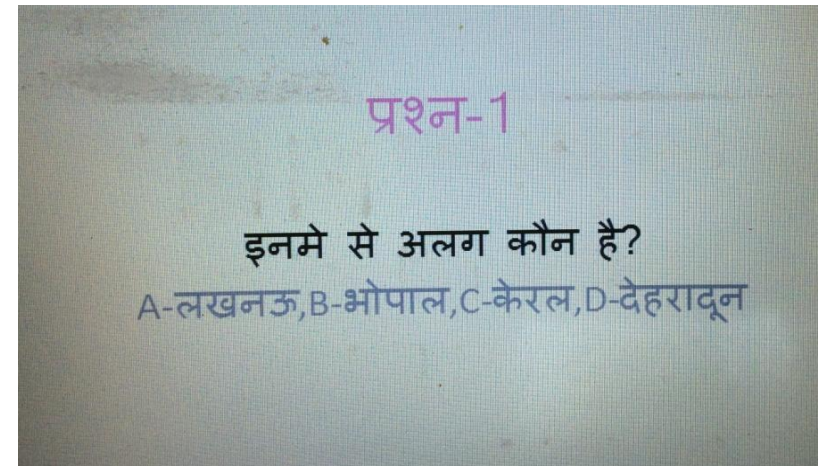 प्रश्न-1
इनमे से अलग कौन है?
A-लखनऊ,B-भोपाल,C-केरल,D-देहरादून